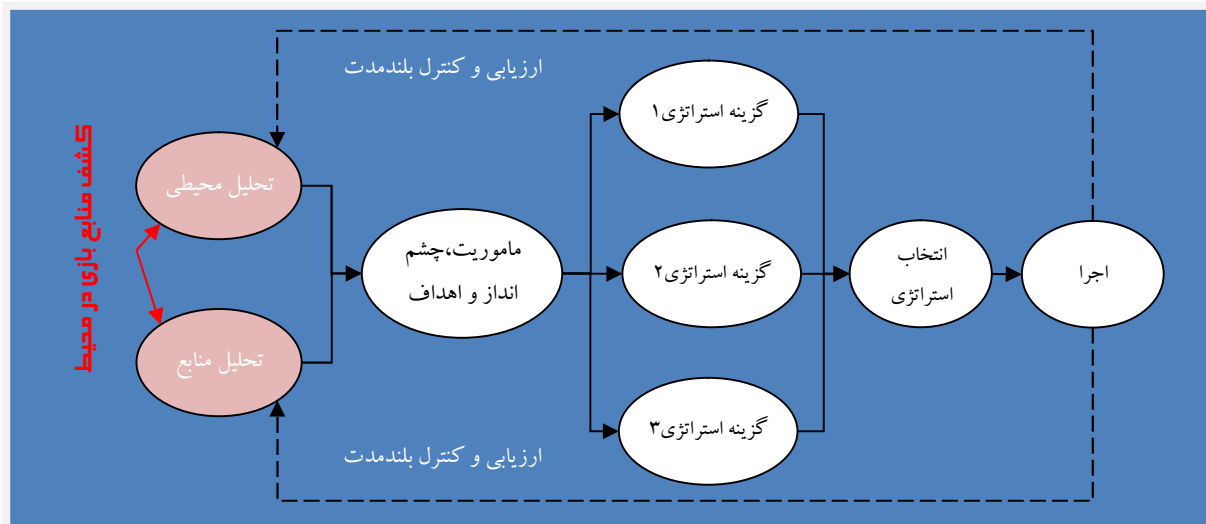 ارزیابی و کنترل بلندمدت
کشف منابع بازی در محیط
تحلیل محیطی
تحلیل منابع
ماموریت،چشم
انداز و اهداف
گزینه استراتژی۱
گزینه استراتژی۲
گزینه استراتژی۳
انتخاب
استراتژی
اجرا
ارزیابی و کنترل بلندمدت